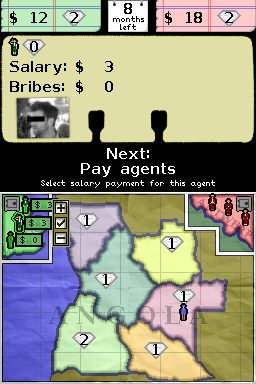 $ 12 2
8
months
left
$ 18 2
0
Salary: $ 3
Bribes: $ 0
Next:
Pay agents
Select salary payment for this agent
$ 3
$ 3
$ 0
1
1
1
1
2
1
ANGOLA